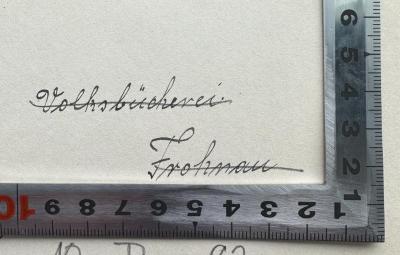 Volksbücherei
Frohnau
6 5 4 3 2 1
10 9 8 7 6 5 4 3 2 1